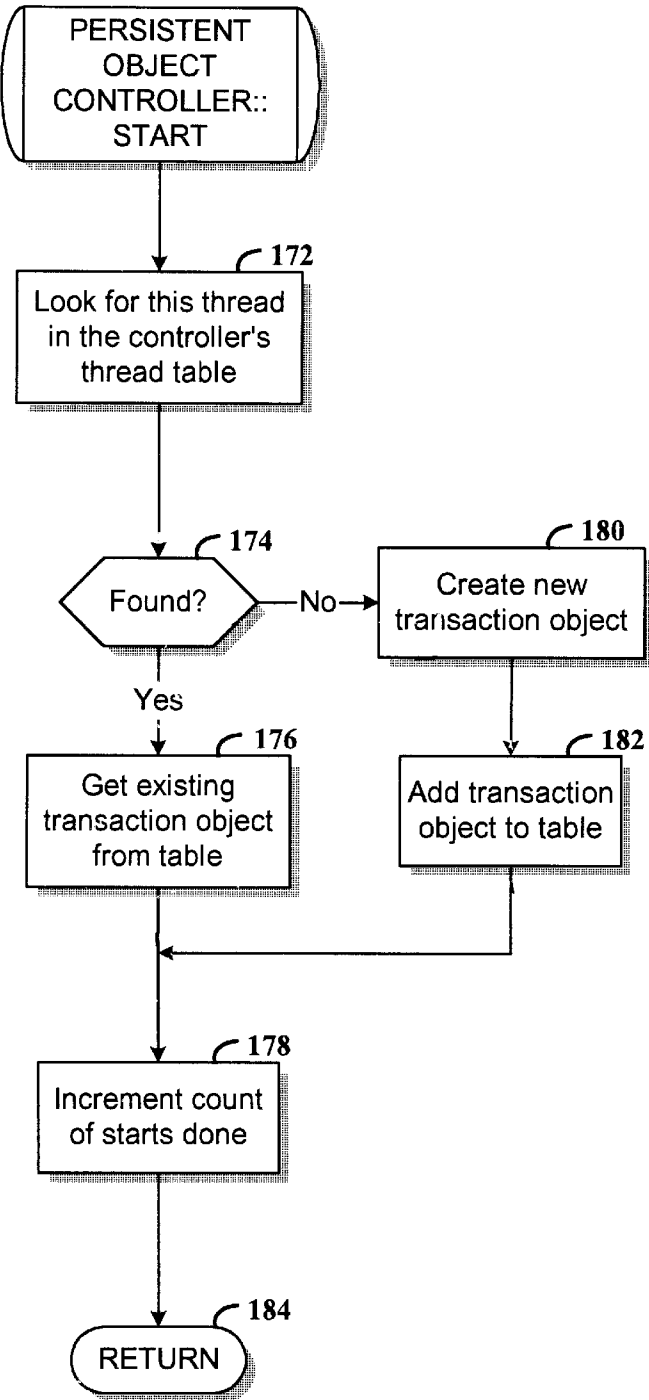 PERSISTENT
OBJECT
CONTROLLER::
START
172
Look for this thread
in the controller's
thread table
174
Found?
No
180
Create new
transaction object
Yes
176
Get existing
transaction object
from table
182
Add transaction
object to table
178
Increment count
of starts done
184
RETURN